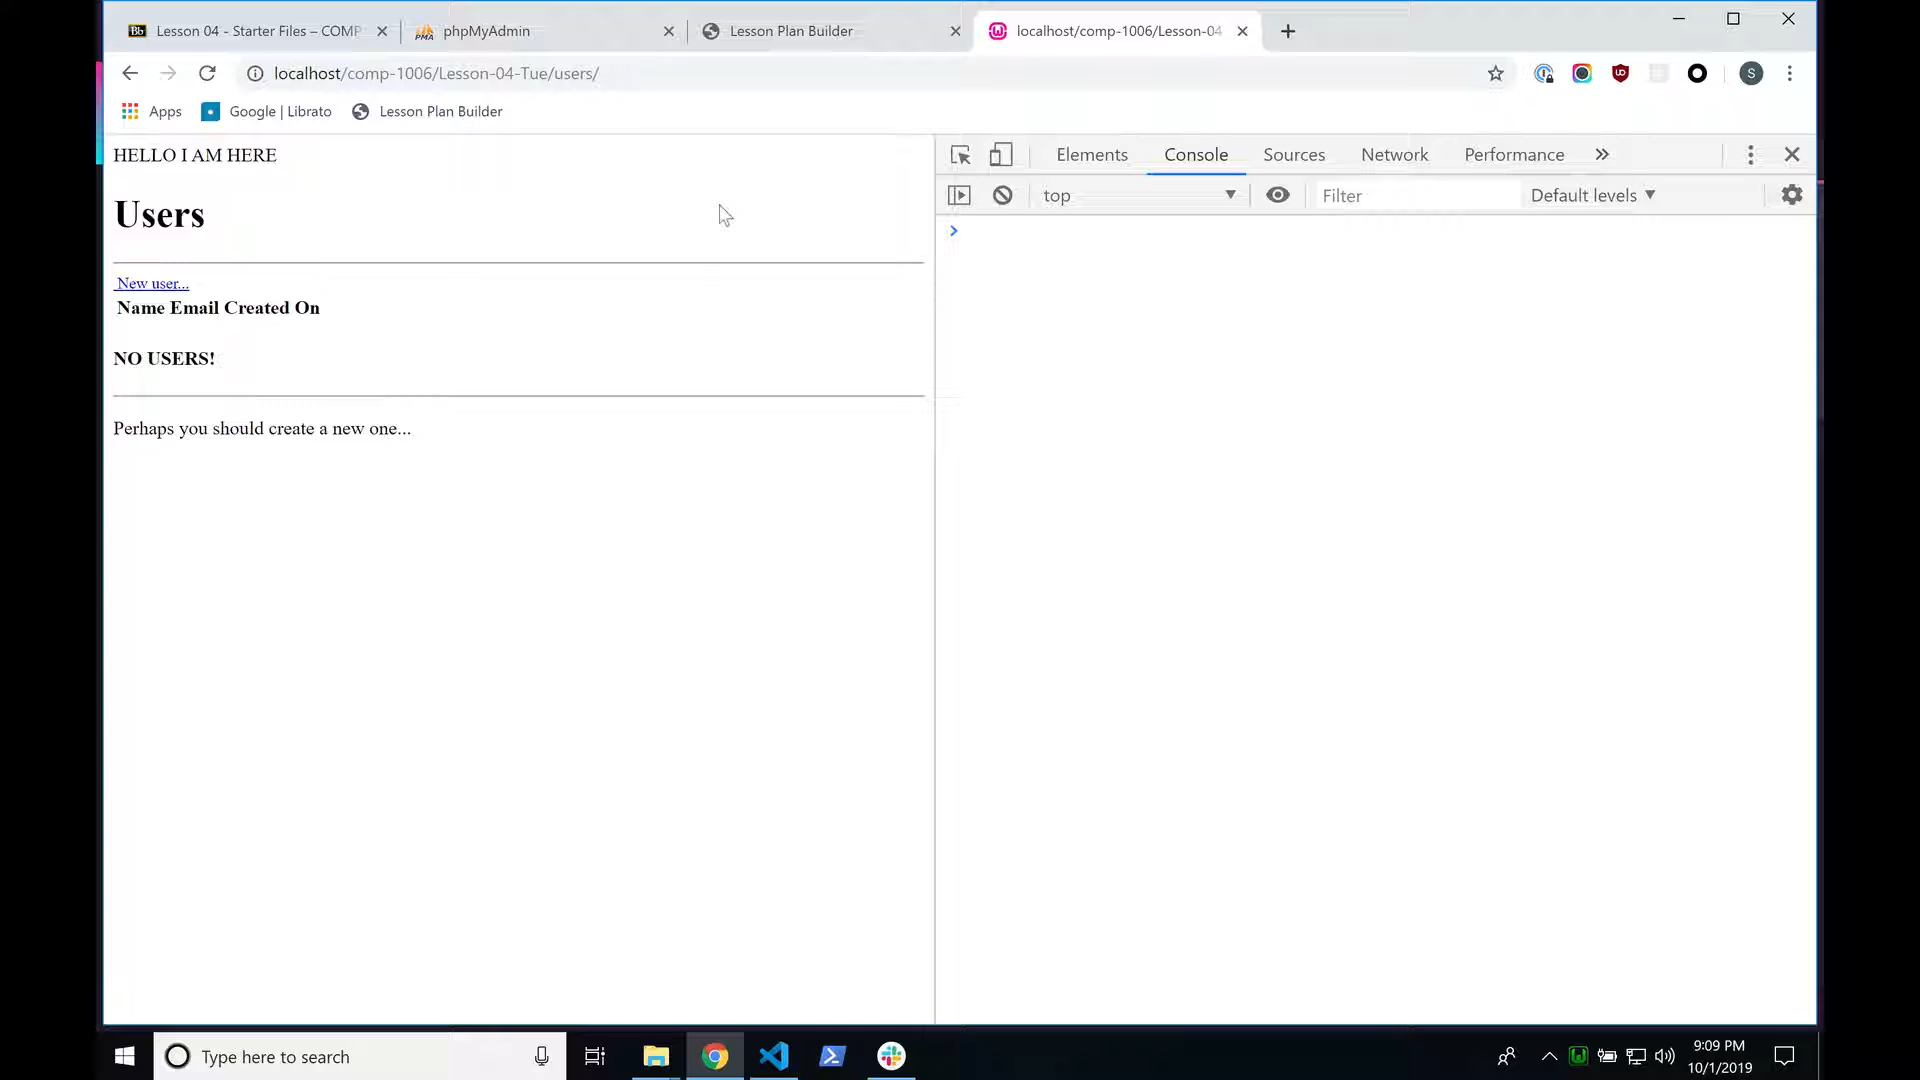 Lesson 04 - Starter Files – COMP
phpMyAdmin
Lesson Plan Builder
localhost/comp-1006/Lesson-04
localhost/comp-1006/Lesson-04-Tue/users/
S
Apps
Google | Librato
Lesson Plan Builder
HELLO I AM HERE
Users
New user...
Name Email Created On
NO USERS!
Perhaps you should create a new one...
Elements Console Sources Network Performance
top
Filter
Default levels
Type here to search
9:09 PM
10/1/2019